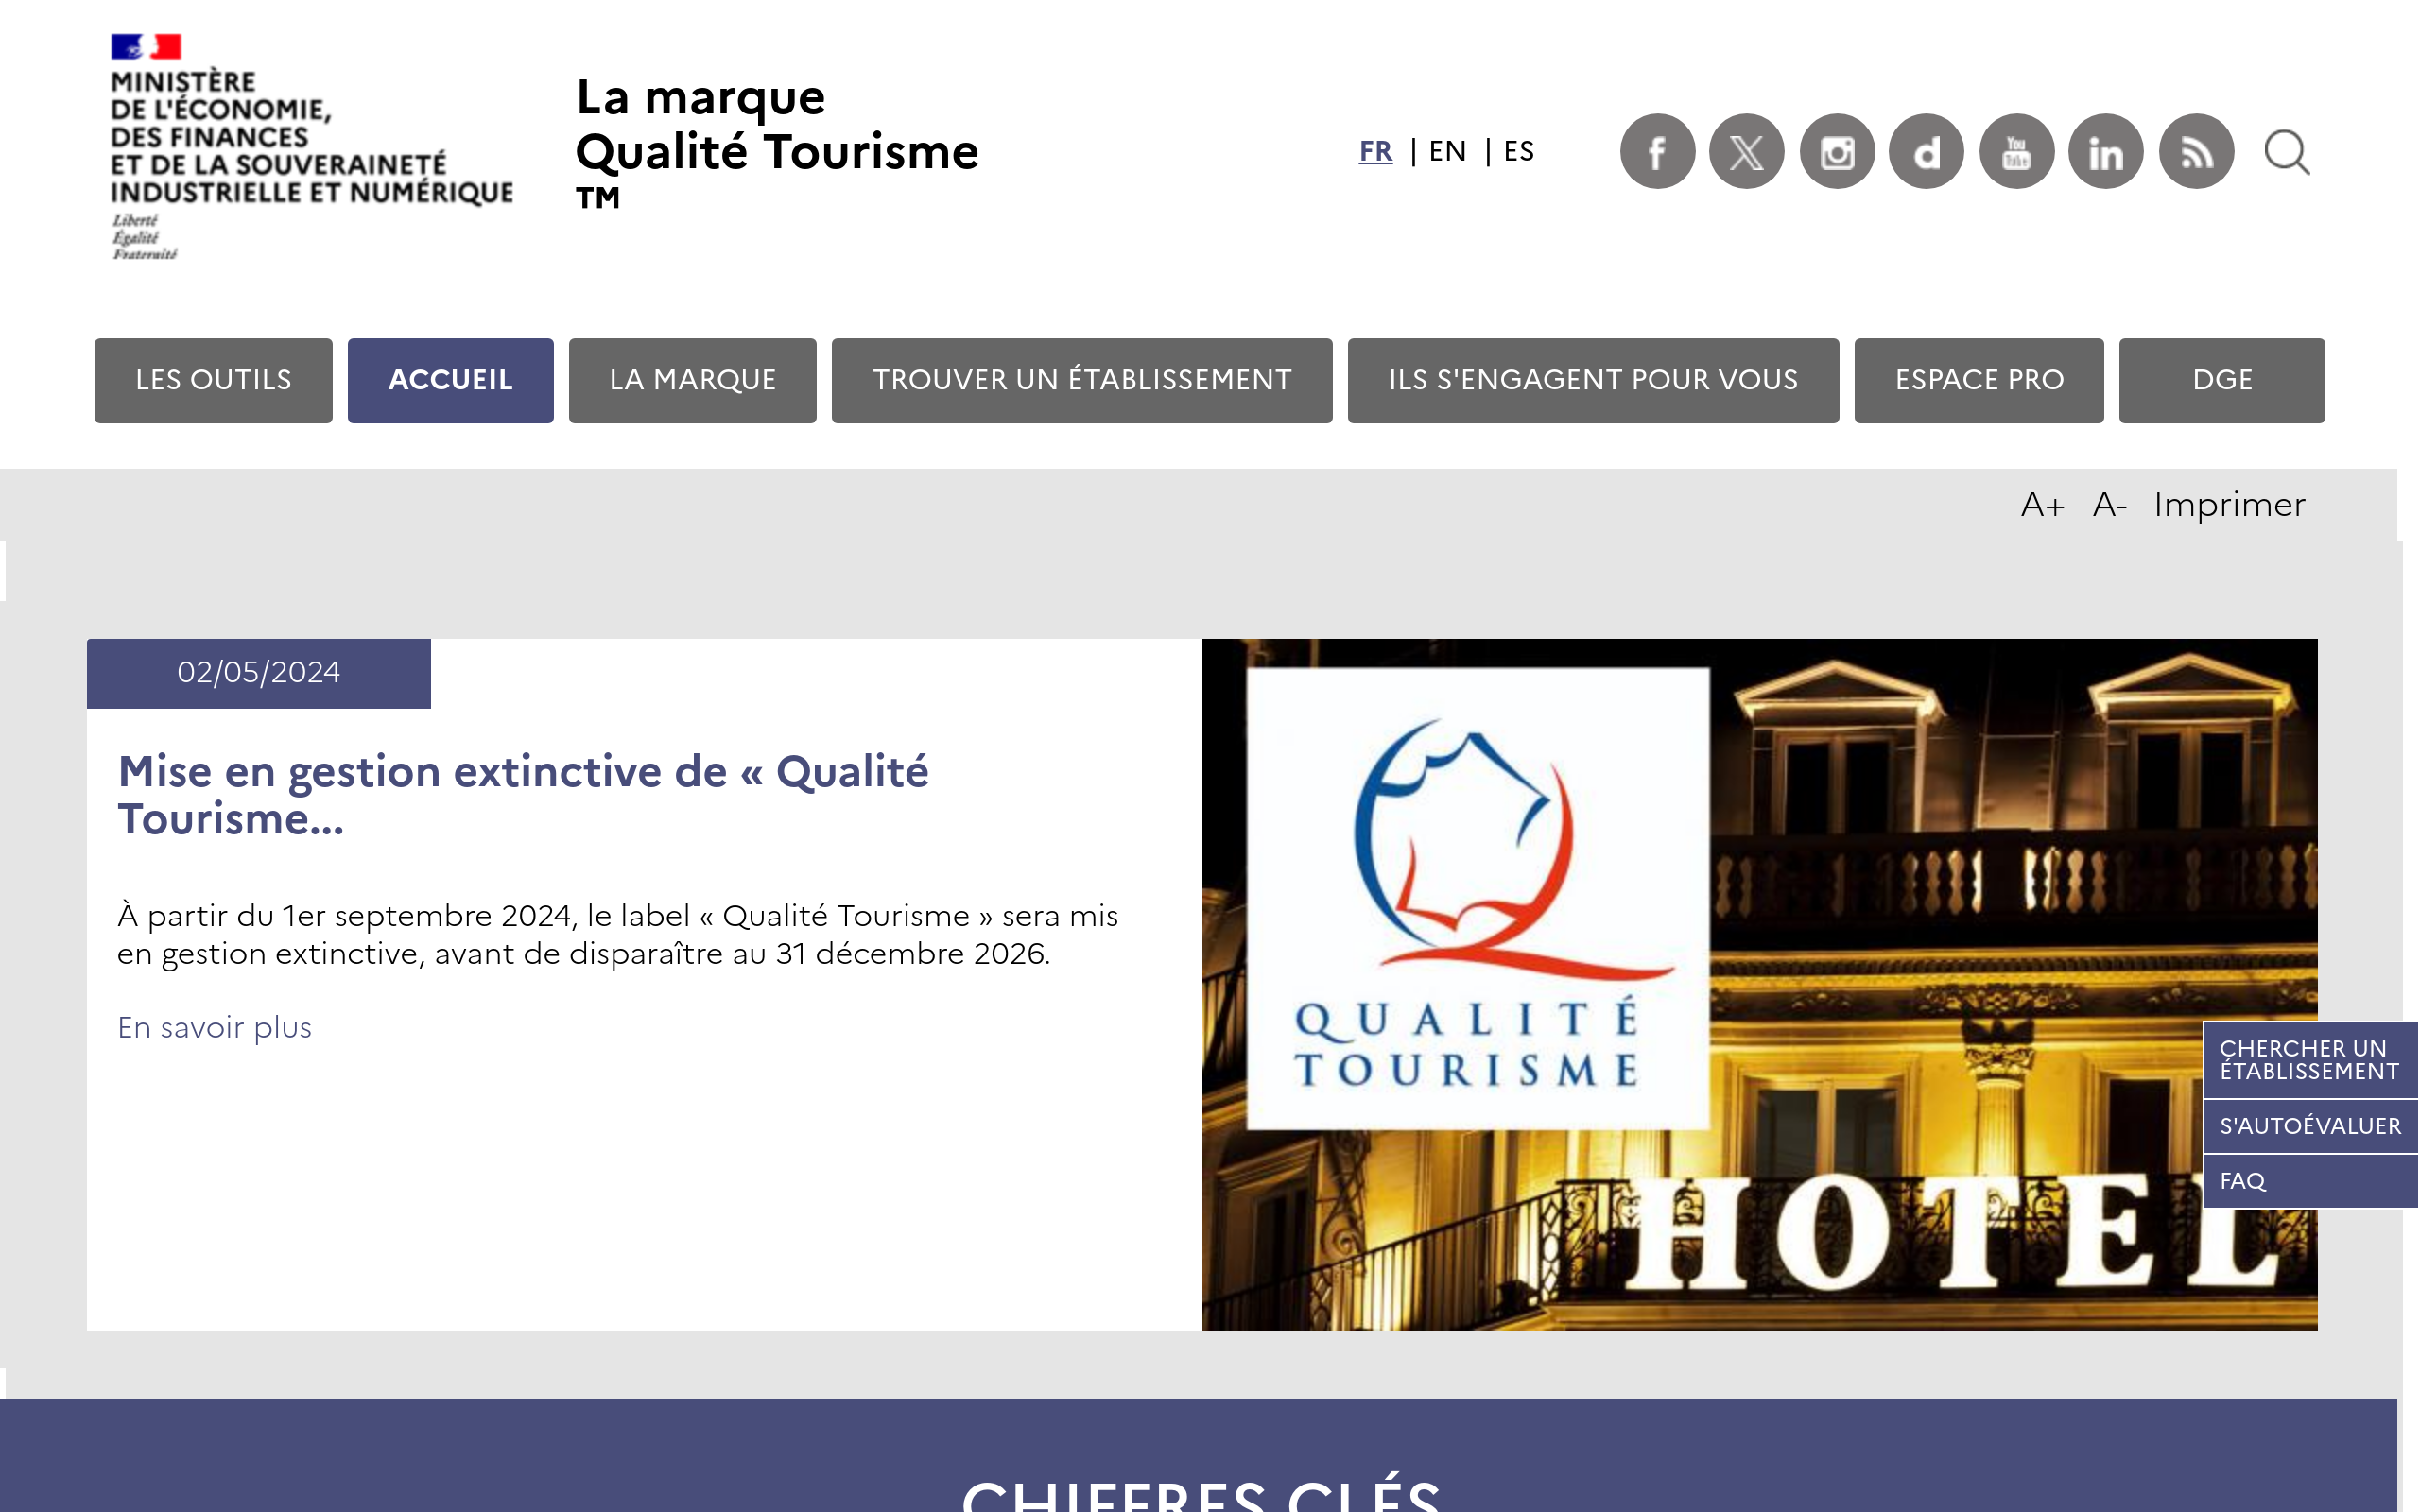 MINISTÈRE
DE L'ÉCONOMIE,
DES FINANCES
ET DE LA SOUVERAINETÉ
INDUSTRIELLE ET NUMÉRIQUE
Liberté
Égalité
Fraternité
La marque
Qualité Tourisme
™
FR | EN | ES
You Tube
LES OUTILS
ACCUEIL
LA MARQUE
TROUVER UN ÉTABLISSEMENT
ILS S'ENGAGENT POUR VOUS
ESPACE PRO
DGE
A+ A- Imprimer
02/05/2024
Mise en gestion extinctive de « Qualité
Tourisme...
À partir du 1er septembre 2024, le label « Qualité Tourisme » sera mis
en gestion extinctive, avant de disparaître au 31 décembre 2026.
En savoir plus
QUALITÉ
TOURISME
HOTEL
CHERCHER UN
ÉTABLISSEMENT
S'AUTOÉVALUER
FAQ
CHIFFRES CLÉS